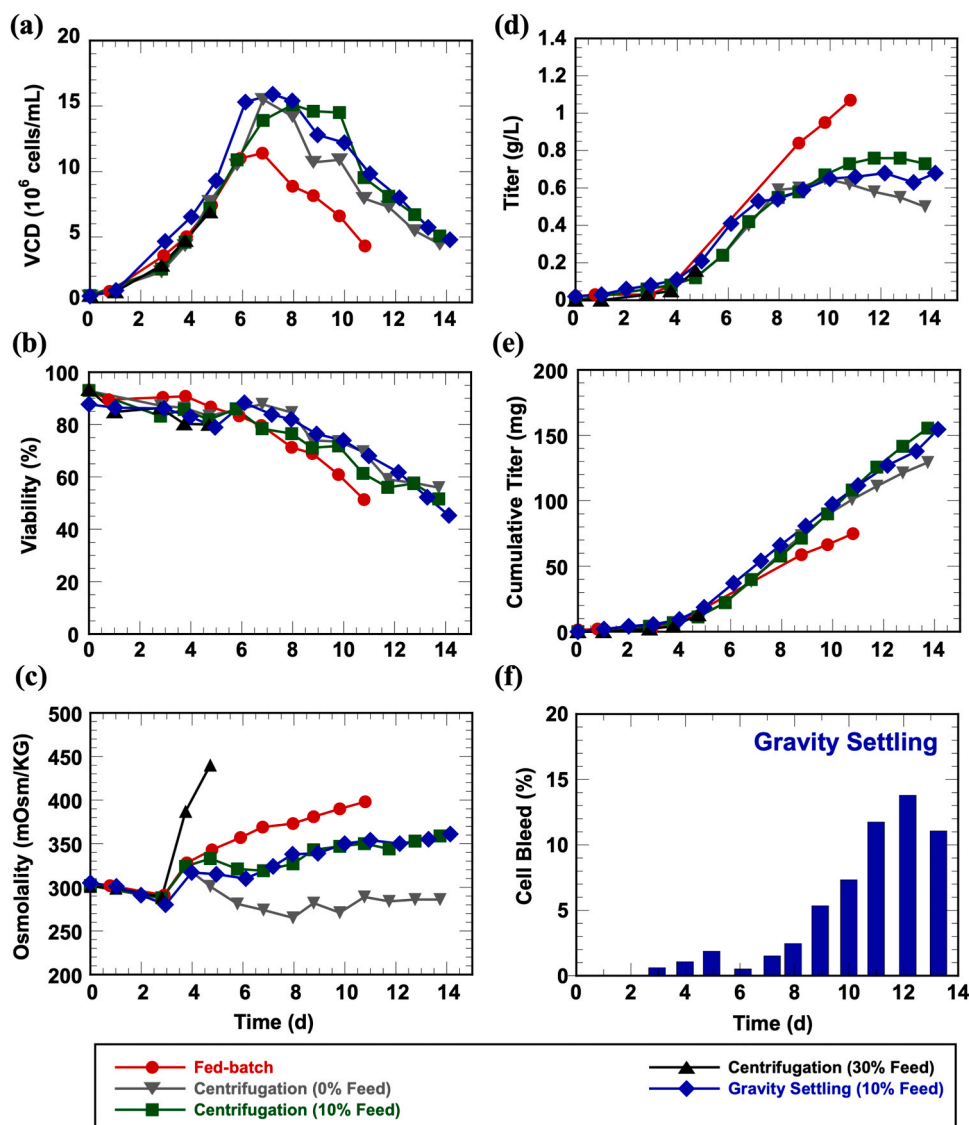 (a)
20
15
10
5
0
VCD (10⁶ cells/mL)
0 2 4 6 8 10 12 14
(d)
1.4
1.2
1
0.8
0.6
0.4
0.2
0
Titer (g/L)
0 2 4 6 8 10 12 14
(b)
100
80
60
40
20
0
Viability (%)
0 2 4 6 8 10 12 14
(e)
200
150
100
50
0
Cumulative Titer (mg)
0 2 4 6 8 10 12 14
(c)
500
450
400
350
300
250
200
Osmolality (mOsm/KG)
0 2 4 6 8 10 12 14
Time (d)
(f)
Gravity Settling
20
15
10
5
0
Cell Bleed (%)
0 2 4 6 8 10 12 14
Time (d)
Fed-batch
Centrifugation (0% Feed)
Centrifugation (10% Feed)
Centrifugation (30% Feed)
Gravity Settling (10% Feed)